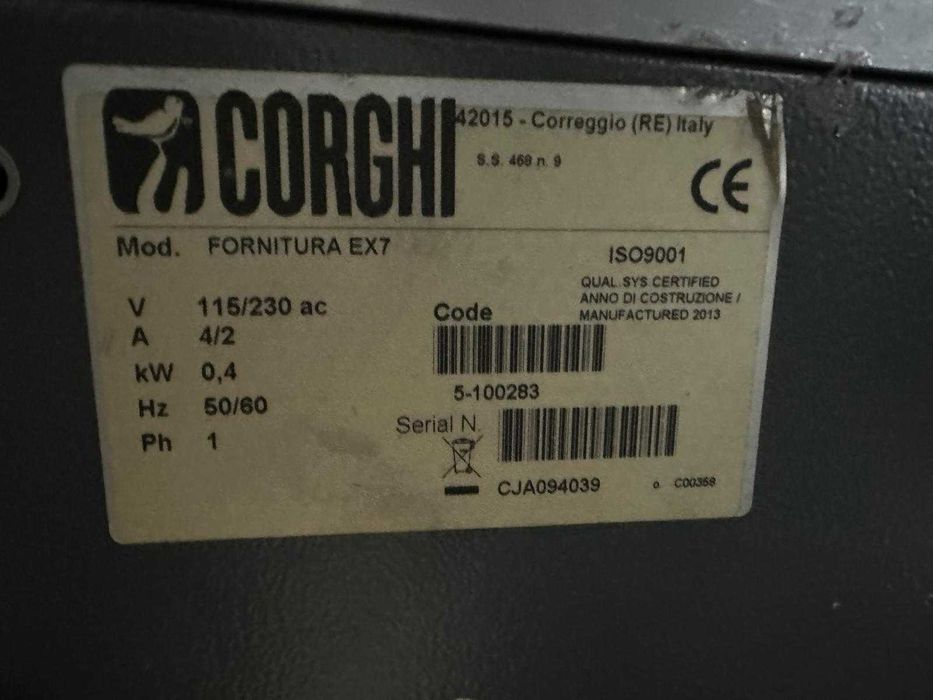 CORGHI
42015 - Correggio (RE) Italy
S.S. 468 n. 9
CE
Mod. FORNITURA EX7
ISO9001
QUAL.SYS CERTIFIED
ANNO DI COSTRUZIONE /
MANUFACTURED 2013
V 115/230 ac
A 4/2
kW 0,4
Hz 50/60
Ph 1
Code
5-100283
Serial N.
CJA094039
o. C00358